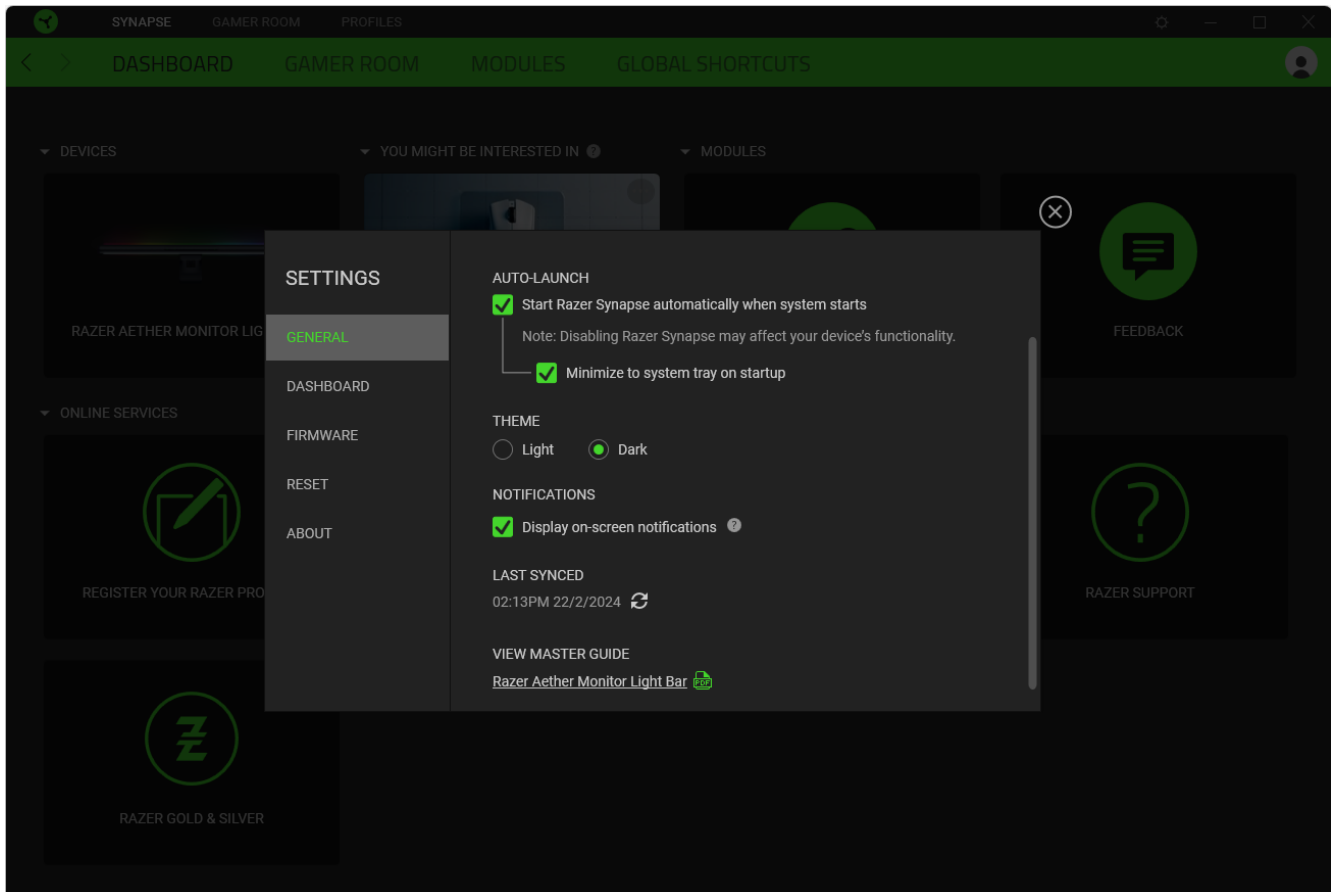 SYNAPSE
GAMER ROOM
PROFILES
DASHBOARD
GAMER ROOM
MODULES
GLOBAL SHORTCUTS
DEVICES
YOU MIGHT BE INTERESTED IN ?
MODULES
RAZER AETHER MONITOR LIG
FEEDBACK
ONLINE SERVICES
REGISTER YOUR RAZER PRO
RAZER SUPPORT
RAZER GOLD & SILVER
SETTINGS
GENERAL
DASHBOARD
FIRMWARE
RESET
ABOUT
AUTO-LAUNCH
Start Razer Synapse automatically when system starts
Note: Disabling Razer Synapse may affect your device’s functionality.
Minimize to system tray on startup
THEME
Light
Dark
NOTIFICATIONS
Display on-screen notifications ?
LAST SYNCED
02:13PM 22/2/2024
VIEW MASTER GUIDE
Razer Aether Monitor Light Bar PDF